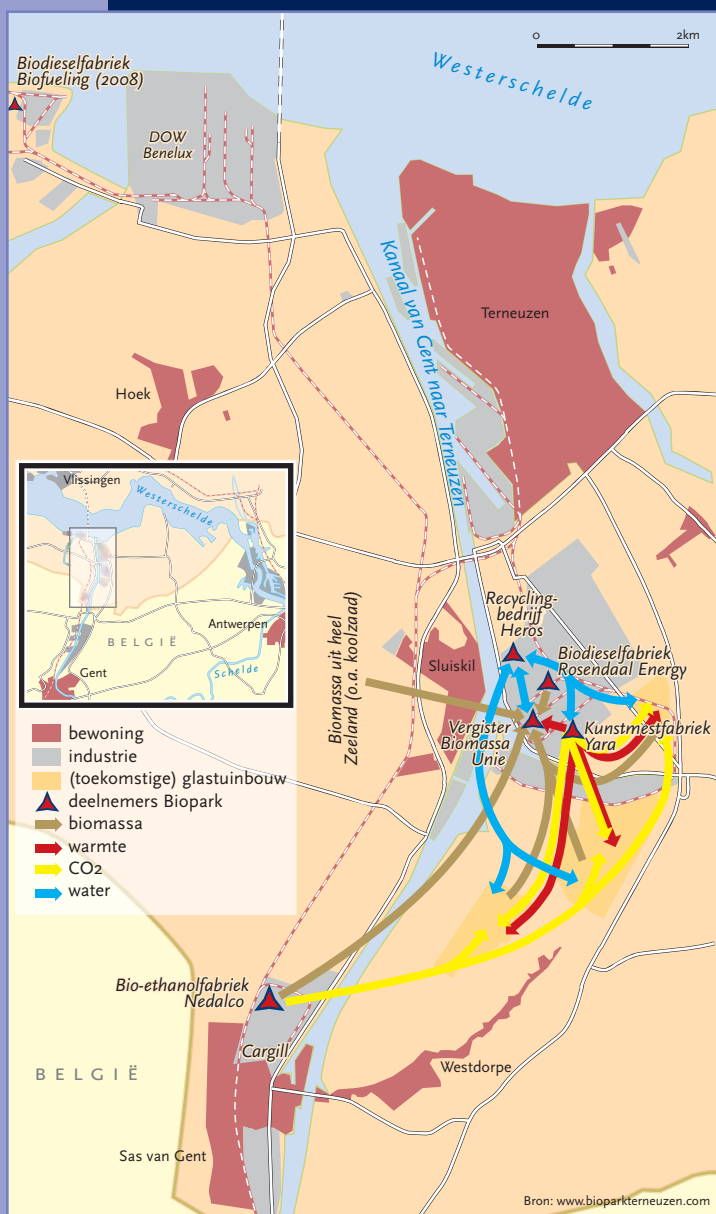 Biodieselfabriek
Biofueling (2008)
DOW
Benelux
Westerschelde
0 2km
Kanaal van Gent naar Terneuzen
Terneuzen
Hoek
Vlissingen
Westerschelde
BELGIË
Antwerpen
Schelde
Gent
Biomassa uit heel
Zeeland (o.a. koolzaad)
Sluiskil
Recycling-
bedrijf
Heros
Biodieselfabriek
Rosendaal Energy
Vergister
Biomassa
Unie
Kunstmestfabriek
Yara
bewoning
industrie
(toekomstige) glastuinbouw
deelnemers Biopark
biomassa
warmte
CO2
water
Bio-ethanolfabriek
Nedalco
Cargill
Westdorpe
BELGIË
Sas van Gent
Bron: www.bioparkterneuzen.com